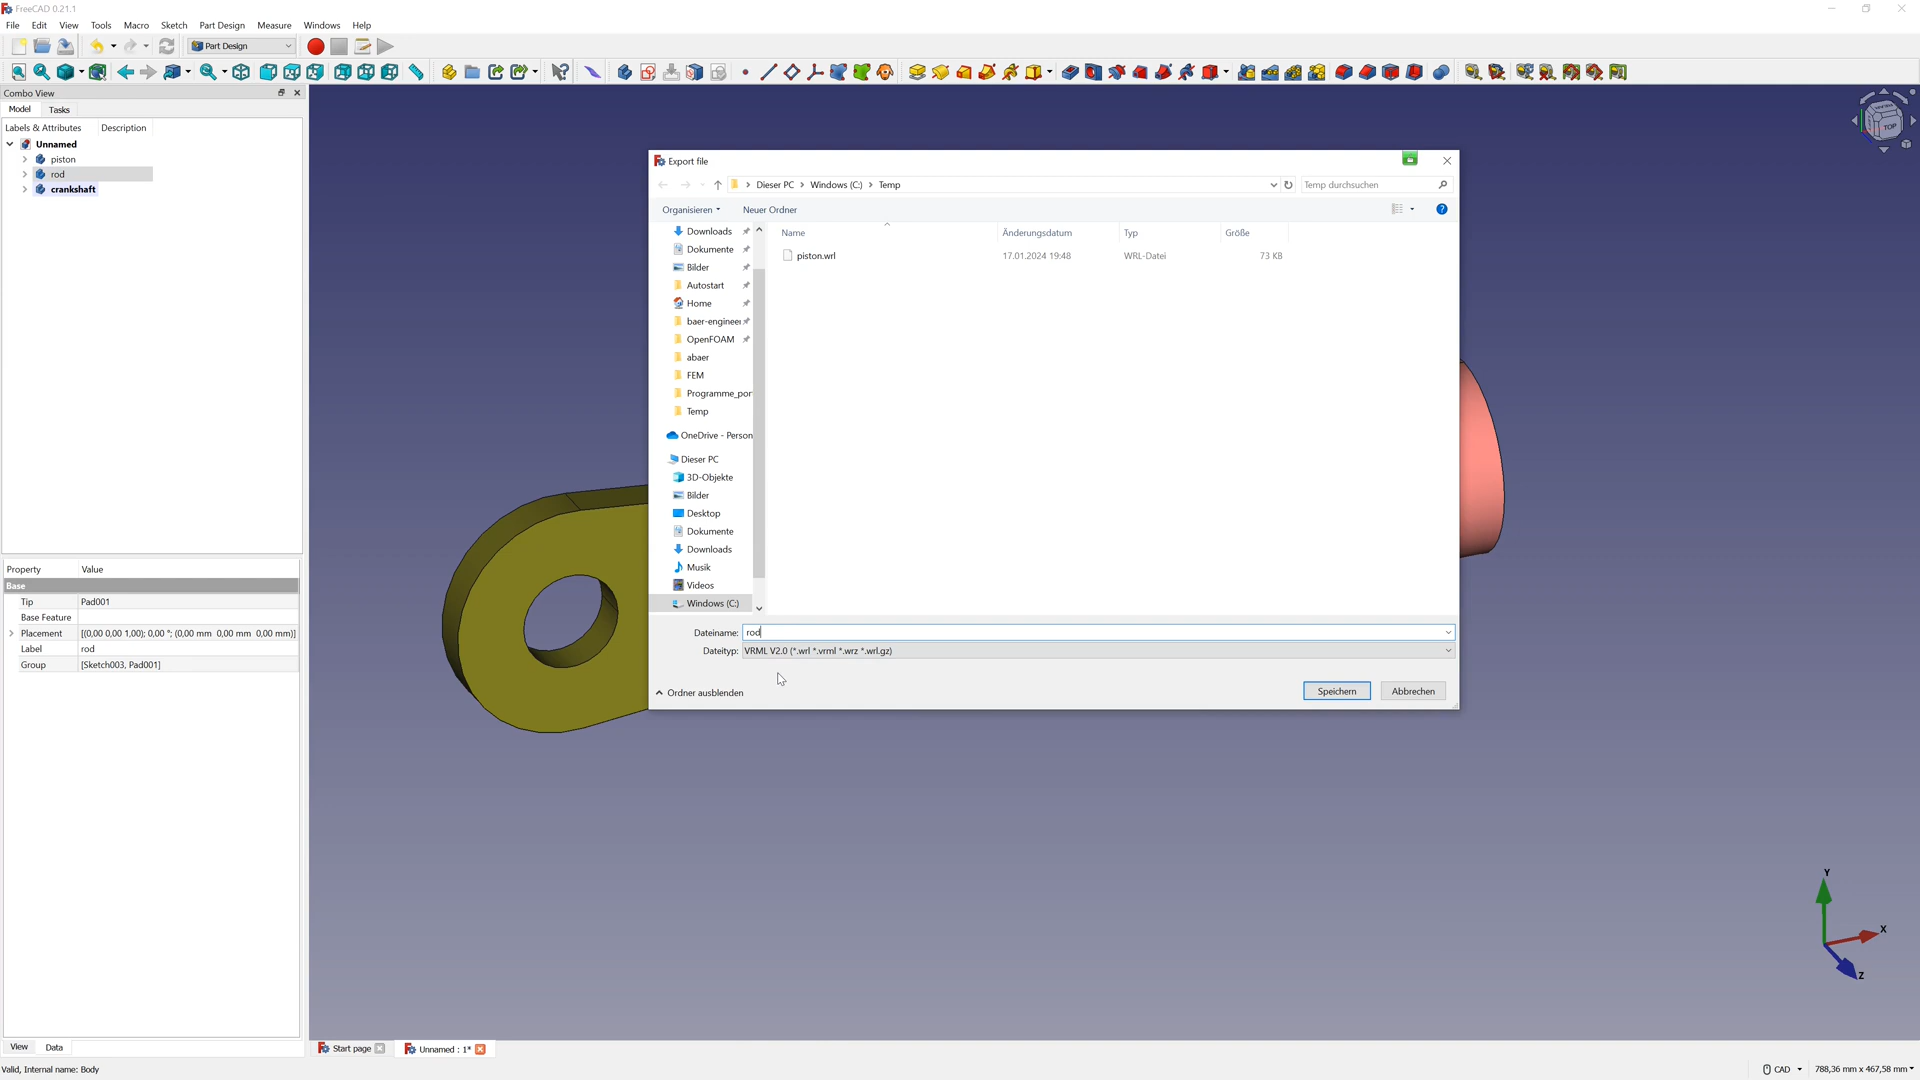 FreeCAD 0.21.1
File Edit View Tools Macro Sketch Part Design Measure Windows Help
Part Design
Combo View
Model Tasks
Labels & Attributes Description
Unnamed
piston
rod
crankshaft
Property Value
Base
Tip Pad001
Base Feature
Placement [(0,00 0,00 1,00); 0,00 °; (0,00 mm 0,00 mm 0,00 mm)]
Label rod
Group [Sketch003, Pad001]
View Data
Valid, Internal name: Body
Export file
Dieser PC Windows (C:) Temp
Temp durchsuchen
Organisieren Neuer Ordner
Downloads
Dokumente
Bilder
Autostart
Home
baer-engineer
OpenFOAM
abaer
FEM
Programme_por
Temp
OneDrive - Person
Dieser PC
3D-Objekte
Bilder
Desktop
Dokumente
Downloads
Musik
Videos
Windows (C:)
Name Änderungsdatum Typ Größe
piston.wrl 17.01.2024 19:48 WRL-Datei 73 KB
Dateiname: rod
Dateityp: VRML V2.0 (*.wrl *.vrml *.wrz *.wrl.gz)
Ordner ausblenden
Speichern Abbrechen
TOP
Y
X
Z
Start page Unnamed : 1*
CAD 788,36 mm x 467,58 mm